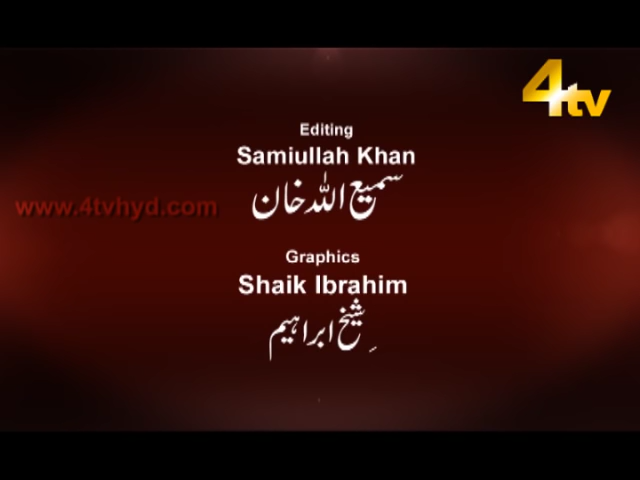 4tv
Editing
Samiullah Khan
سمیع اللہ خان
www.4tvhyd.com
Graphics
Shaik Ibrahim
شیخ ابراہیم